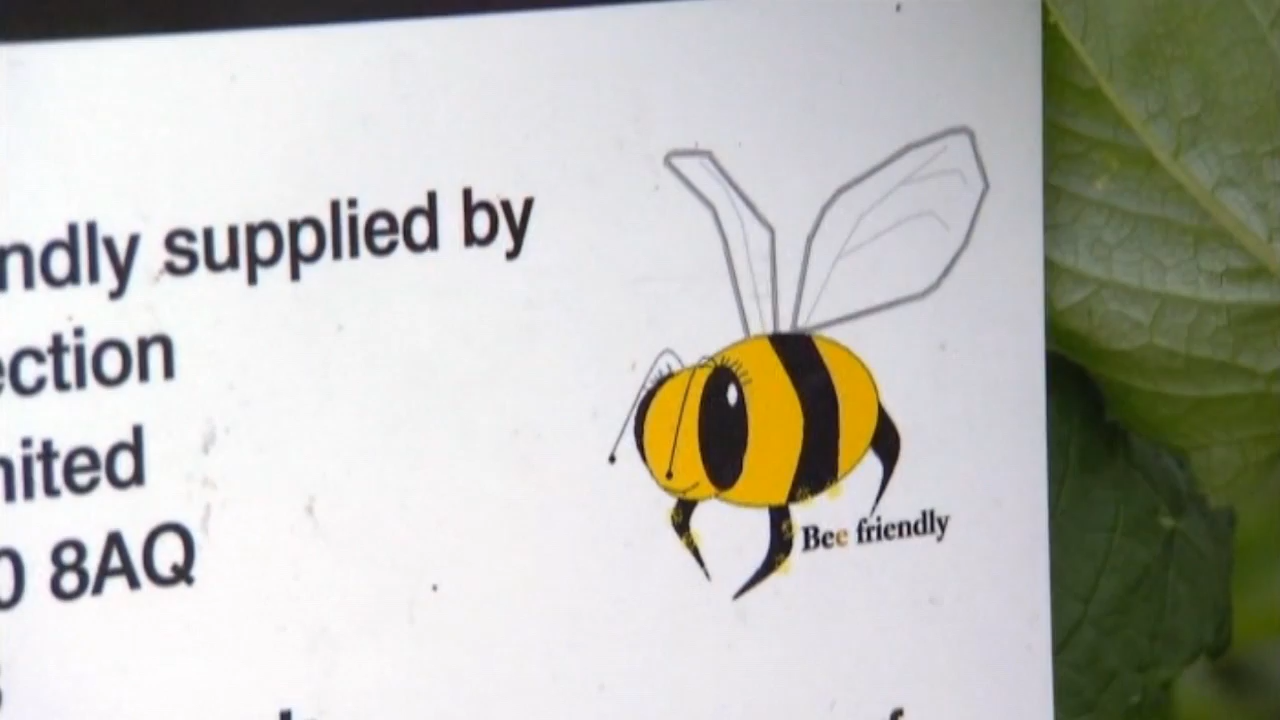 ndly supplied by
ection
nited
0 8AQ
Bee friendly